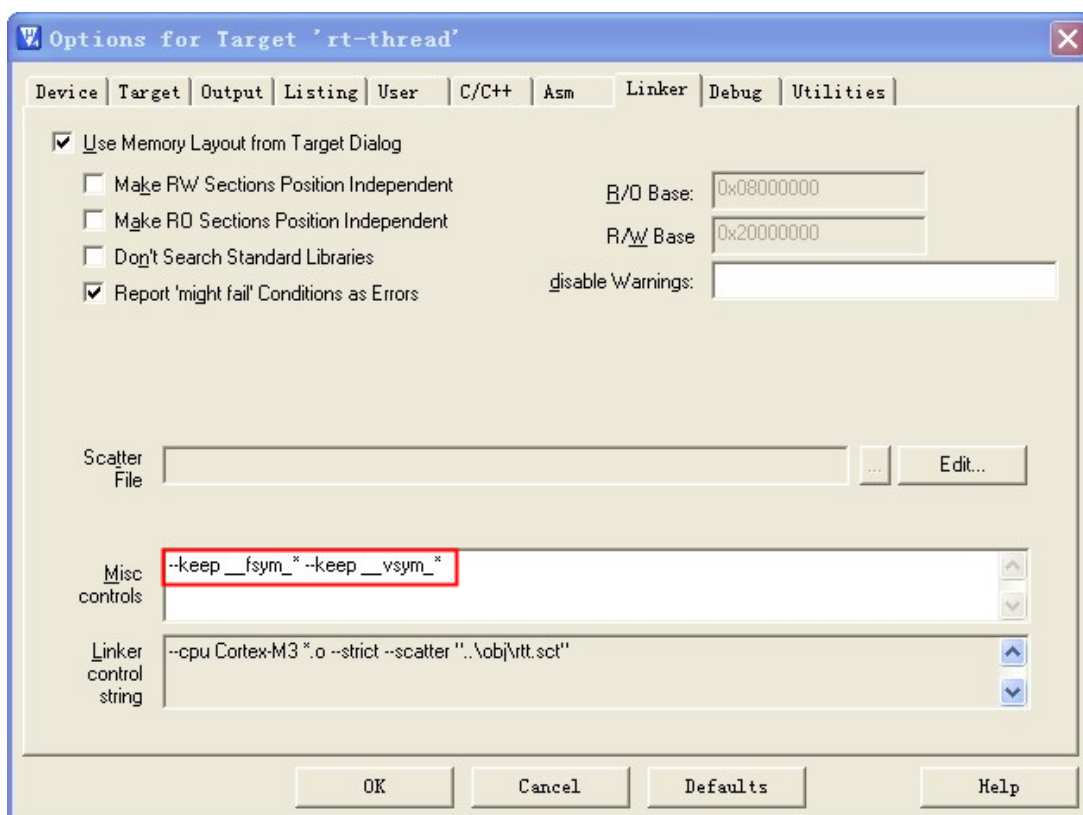 Options for Target 'rt-thread'
Device Target Output Listing User C/C++ Asm Linker Debug Utilities
Use Memory Layout from Target Dialog
Make RW Sections Position Independent
Make RO Sections Position Independent
Don't Search Standard Libraries
Report 'might fail' Conditions as Errors
R/O Base: 0x08000000
R/W Base 0x20000000
disable Warnings:
Scatter
File
...
Edit...
Misc
controls
--keep __fsym_* --keep __vsym_*
Linker
control
string
--cpu Cortex-M3 *.o --strict --scatter "..\obj\rtt.sct"
OK Cancel Defaults Help